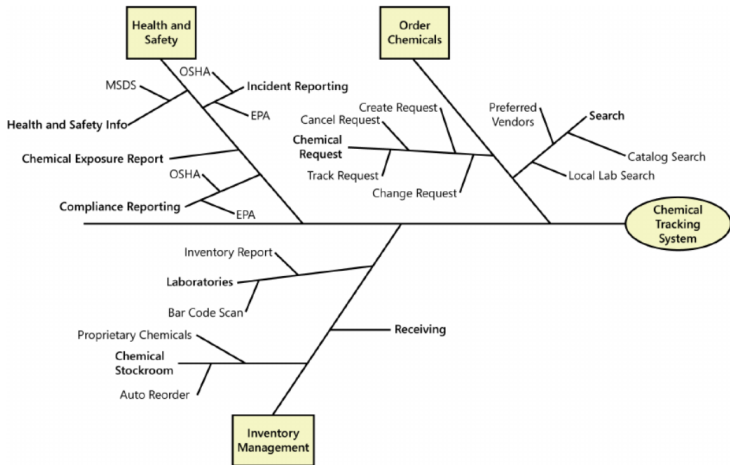 Health and
Safety
Order
Chemicals
OSHA
MSDS
Incident Reporting
EPA
Health and Safety Info
Chemical Exposure Report
OSHA
Compliance Reporting
EPA
Create Request
Cancel Request
Chemical
Request
Track Request
Change Request
Preferred
Vendors
Search
Catalog Search
Local Lab Search
Chemical
Tracking
System
Inventory Report
Laboratories
Bar Code Scan
Receiving
Proprietary Chemicals
Chemical
Stockroom
Auto Reorder
Inventory
Management